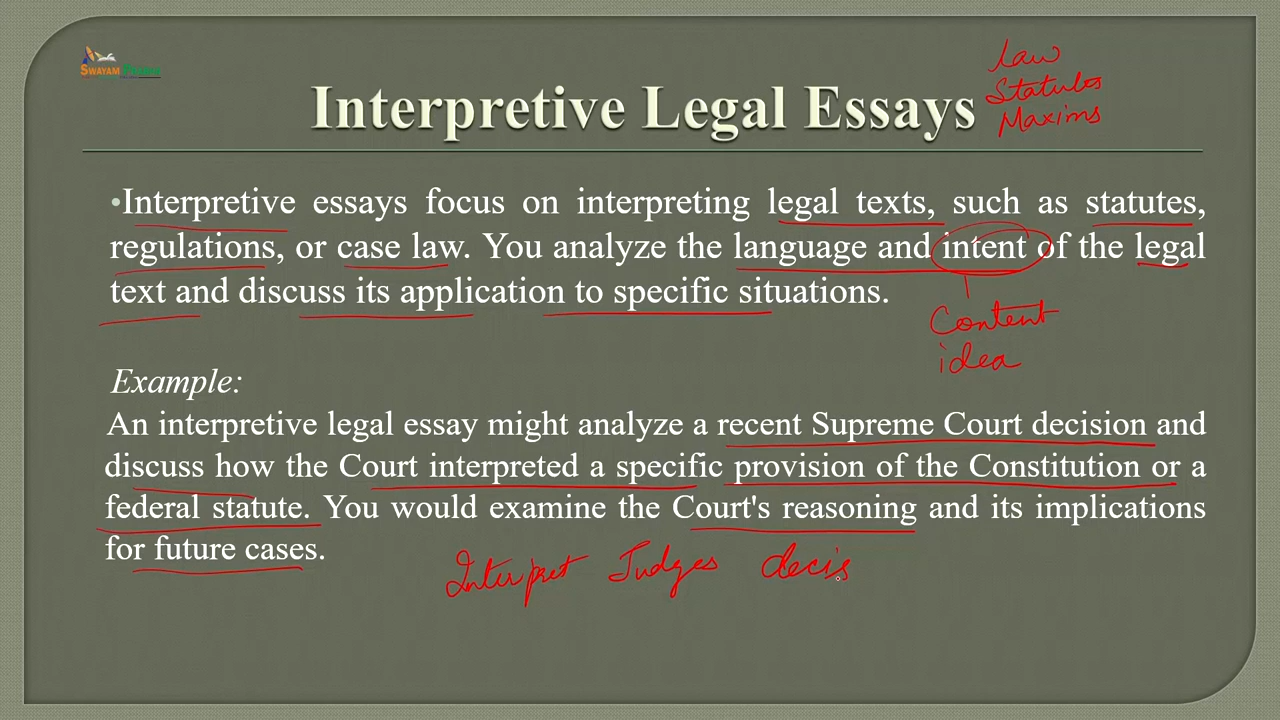 SWAYAM PRABHA
Law
Statutes
Maxims
Interpretive Legal Essays
•Interpretive essays focus on interpreting legal texts, such as statutes,
regulations, or case law. You analyze the language and intent of the legal
text and discuss its application to specific situations.
Content
idea
Example:
An interpretive legal essay might analyze a recent Supreme Court decision and
discuss how the Court interpreted a specific provision of the Constitution or a
federal statute. You would examine the Court's reasoning and its implications
for future cases.
Interpret Judges decis